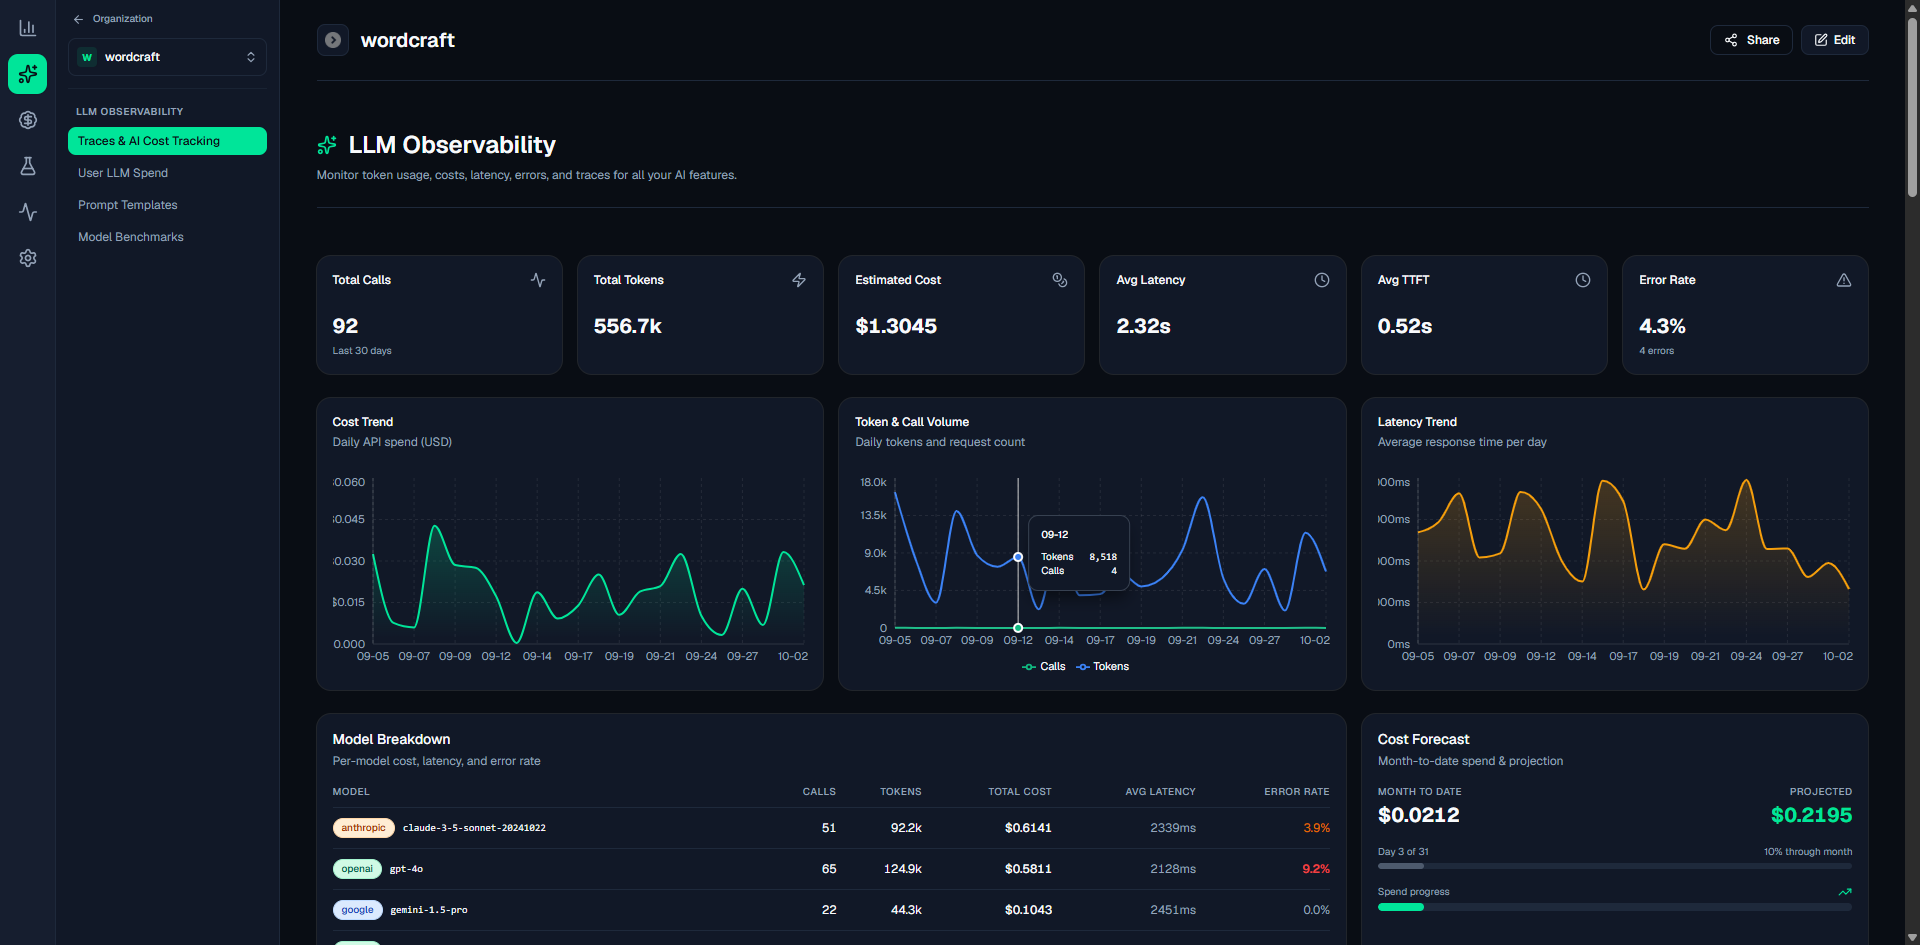 Organization
W wordcraft
LLM OBSERVABILITY
Traces & AI Cost Tracking
User LLM Spend
Prompt Templates
Model Benchmarks
wordcraft
Share
Edit
LLM Observability
Monitor token usage, costs, latency, errors, and traces for all your AI features.
Total Calls
92
Last 30 days
Total Tokens
556.7k
Estimated Cost
$1.3045
Avg Latency
2.32s
Avg TTFT
0.52s
Error Rate
4.3%
4 errors
Cost Trend
Daily API spend (USD)
0.060
0.045
0.030
$0.015
0.000
09-05 09-07 09-09 09-12 09-14 09-17 09-19 09-21 09-24 09-27 10-02
Token & Call Volume
Daily tokens and request count
18.0k
13.5k
9.0k
4.5k
0
09-12
Tokens 8,518
Calls 4
09-05 09-07 09-09 09-12 09-14 09-17 09-19 09-21 09-24 09-27 10-02
Calls Tokens
Latency Trend
Average response time per day
00ms
00ms
00ms
00ms
0ms
09-05 09-07 09-09 09-12 09-14 09-17 09-19 09-21 09-24 09-27 10-02
Model Breakdown
Per-model cost, latency, and error rate
MODEL CALLS TOKENS TOTAL COST AVG LATENCY ERROR RATE
anthropic claude-3-5-sonnet-20241022 51 92.2k $0.6141 2339ms 3.9%
openai gpt-4o 65 124.9k $0.5811 2128ms 9.2%
google gemini-1.5-pro 22 44.3k $0.1043 2451ms 0.0%
Cost Forecast
Month-to-date spend & projection
MONTH TO DATE PROJECTED
$0.0212 $0.2195
Day 3 of 31 10% through month
Spend progress